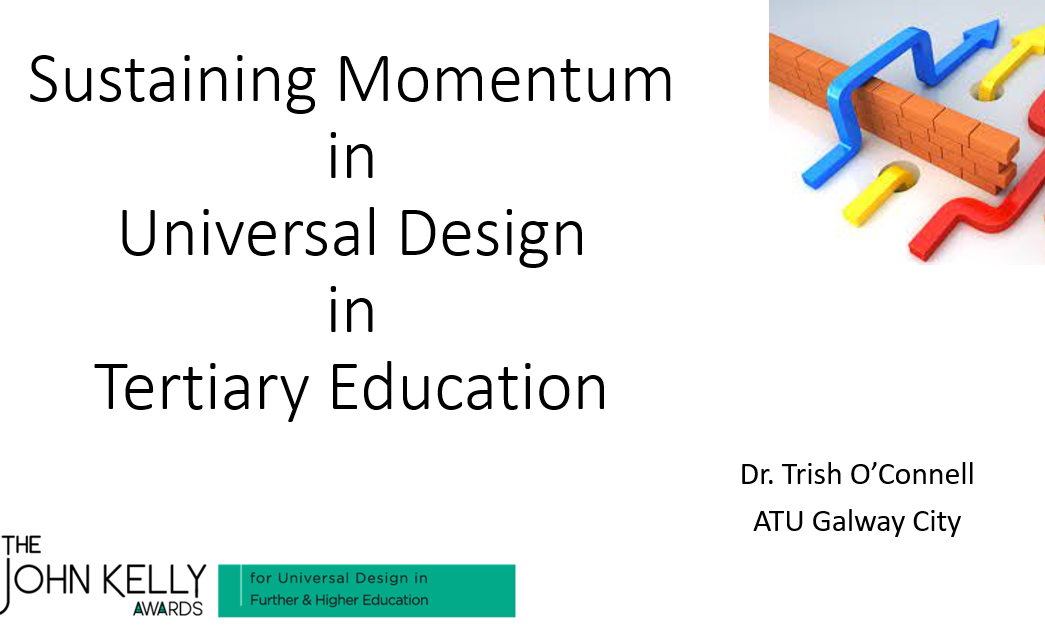 Sustaining Momentum
in
Universal Design
in
Tertiary Education
Dr. Trish O’Connell
ATU Galway City
THE
JOHN KELLY
AWARDS
for Universal Design in
Further & Higher Education